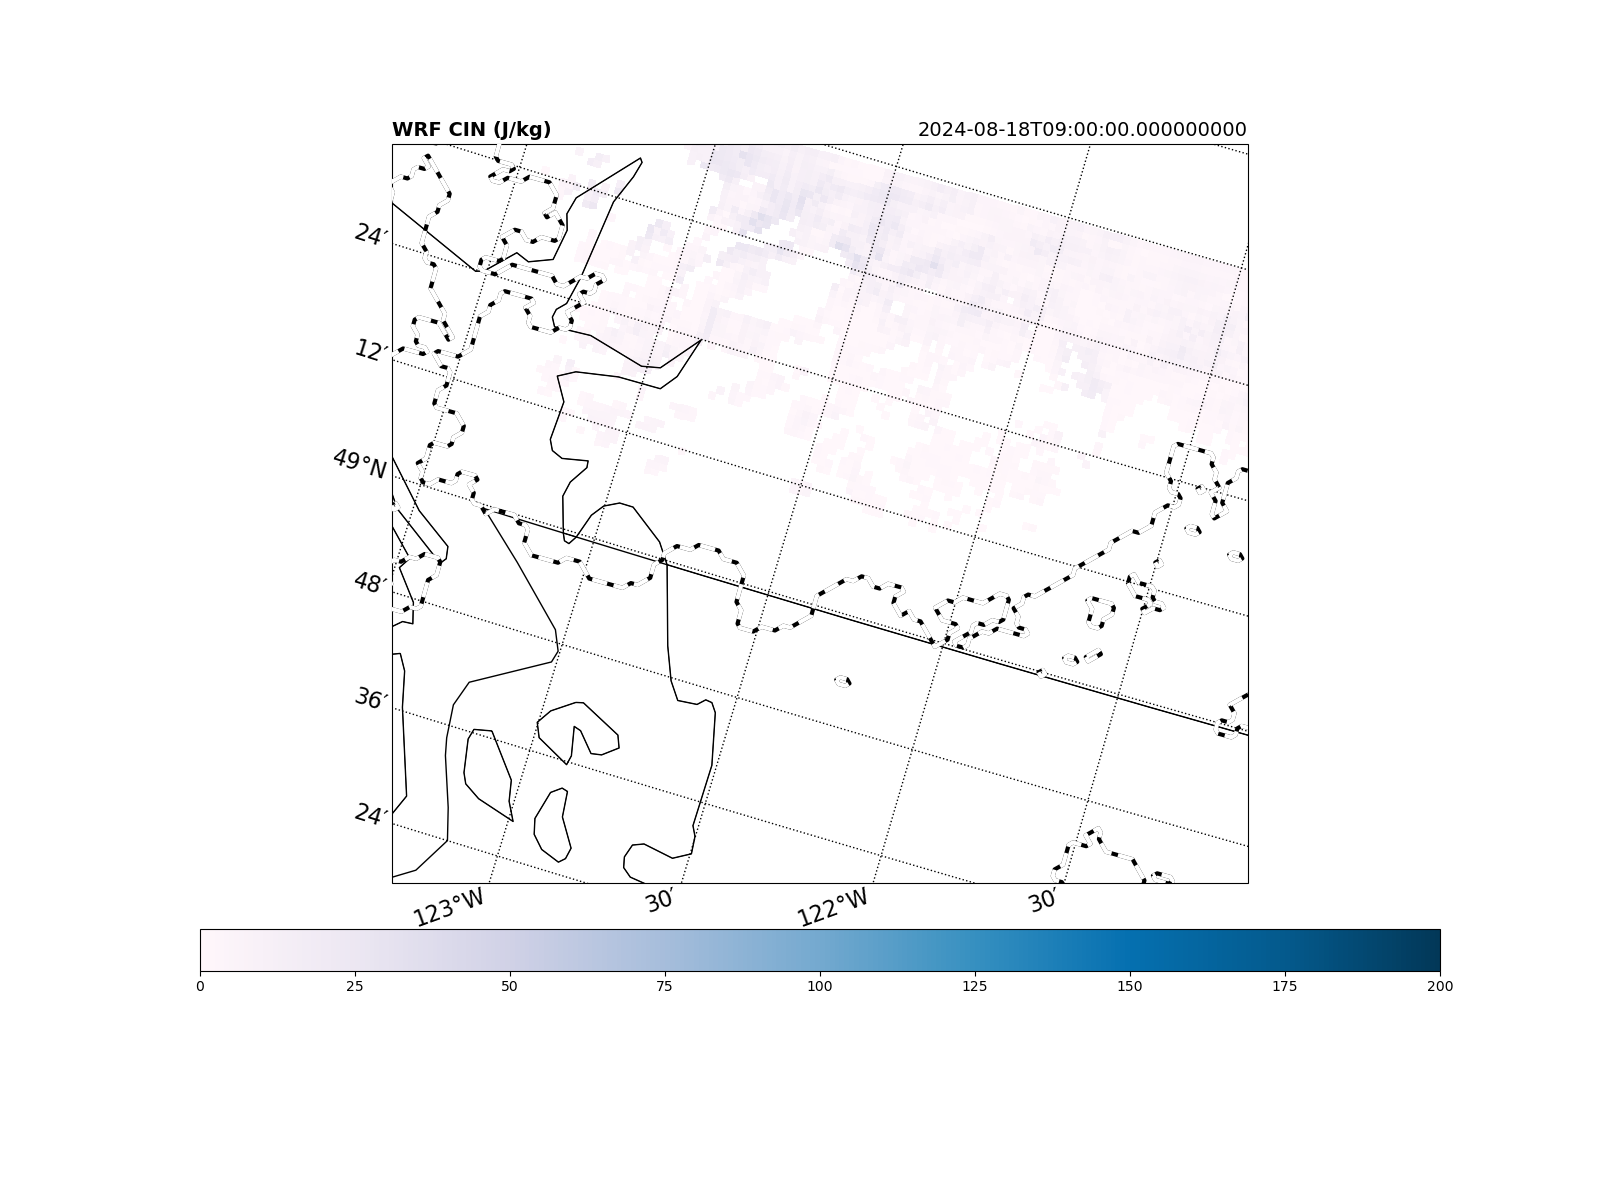 WRF CIN (J/kg)
2024-08-18T09:00:00.000000000
24′
12′
49°N
48′
36′
24′
123°W
30′
122°W
30′
0 25 50 75 100 125 150 175 200